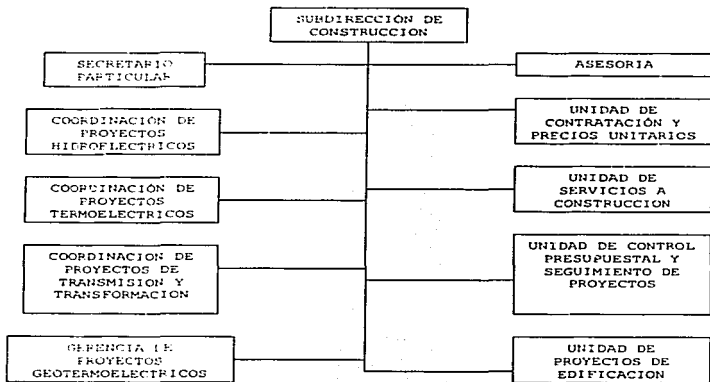 SUBDIRECCIÓN DE
CONSTRUCCION
SECRETARIO
PARTICULAR
ASESORIA
COORDINACIÓN DE
PROYECTOS
HIDROELECTRICOS
UNIDAD DE
CONTRATACIÓN Y
PRECIOS UNITARIOS
COORDINACIÓN DE
PROYECTOS
TERMOELECTRICOS
UNIDAD DE
SERVICIOS A
CONSTRUCCION
COORDINACION DE
PROYECTOS DE
TRANSMISION Y
TRANSFORMACION
UNIDAD DE CONTROL
PRESUPUESTAL Y
SEGUIMIENTO DE
PROYECTOS
GERENCIA DE
PROYECTOS
GEOTERMOELECTRICOS
UNIDAD DE
PROYECTOS DE
EDIFICACION